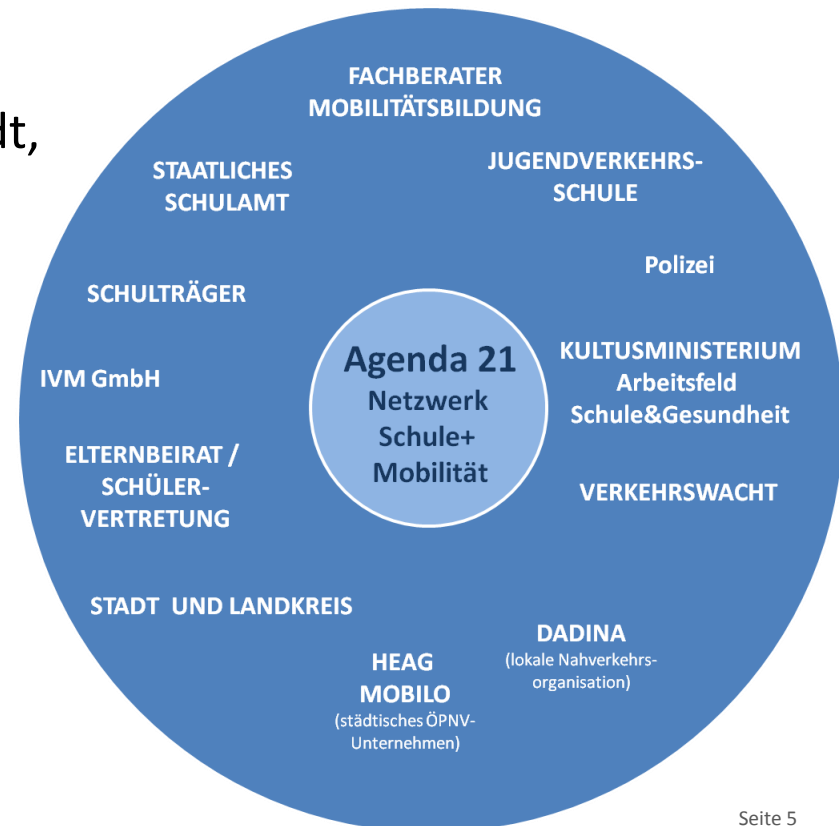 FACHBERATER
MOBILITÄTSBILDUNG
JUGENDVERKEHRS-
SCHULE
Polizei
KULTUSMINISTERIUM
Arbeitsfeld
Schule&Gesundheit
VERKEHRSWACHT
DADINA
(lokale Nahverkehrs-
organisation)
HEAG
MOBILO
(städtisches ÖPNV-
Unternehmen)
STADT UND LANDKREIS
ELTERNBEIRAT /
SCHÜLER-
VERTRETUNG
IVM GmbH
SCHULTRÄGER
STAATLICHES
SCHULAMT
Agenda 21
Netzwerk
Schule+
Mobilität
Seite 5